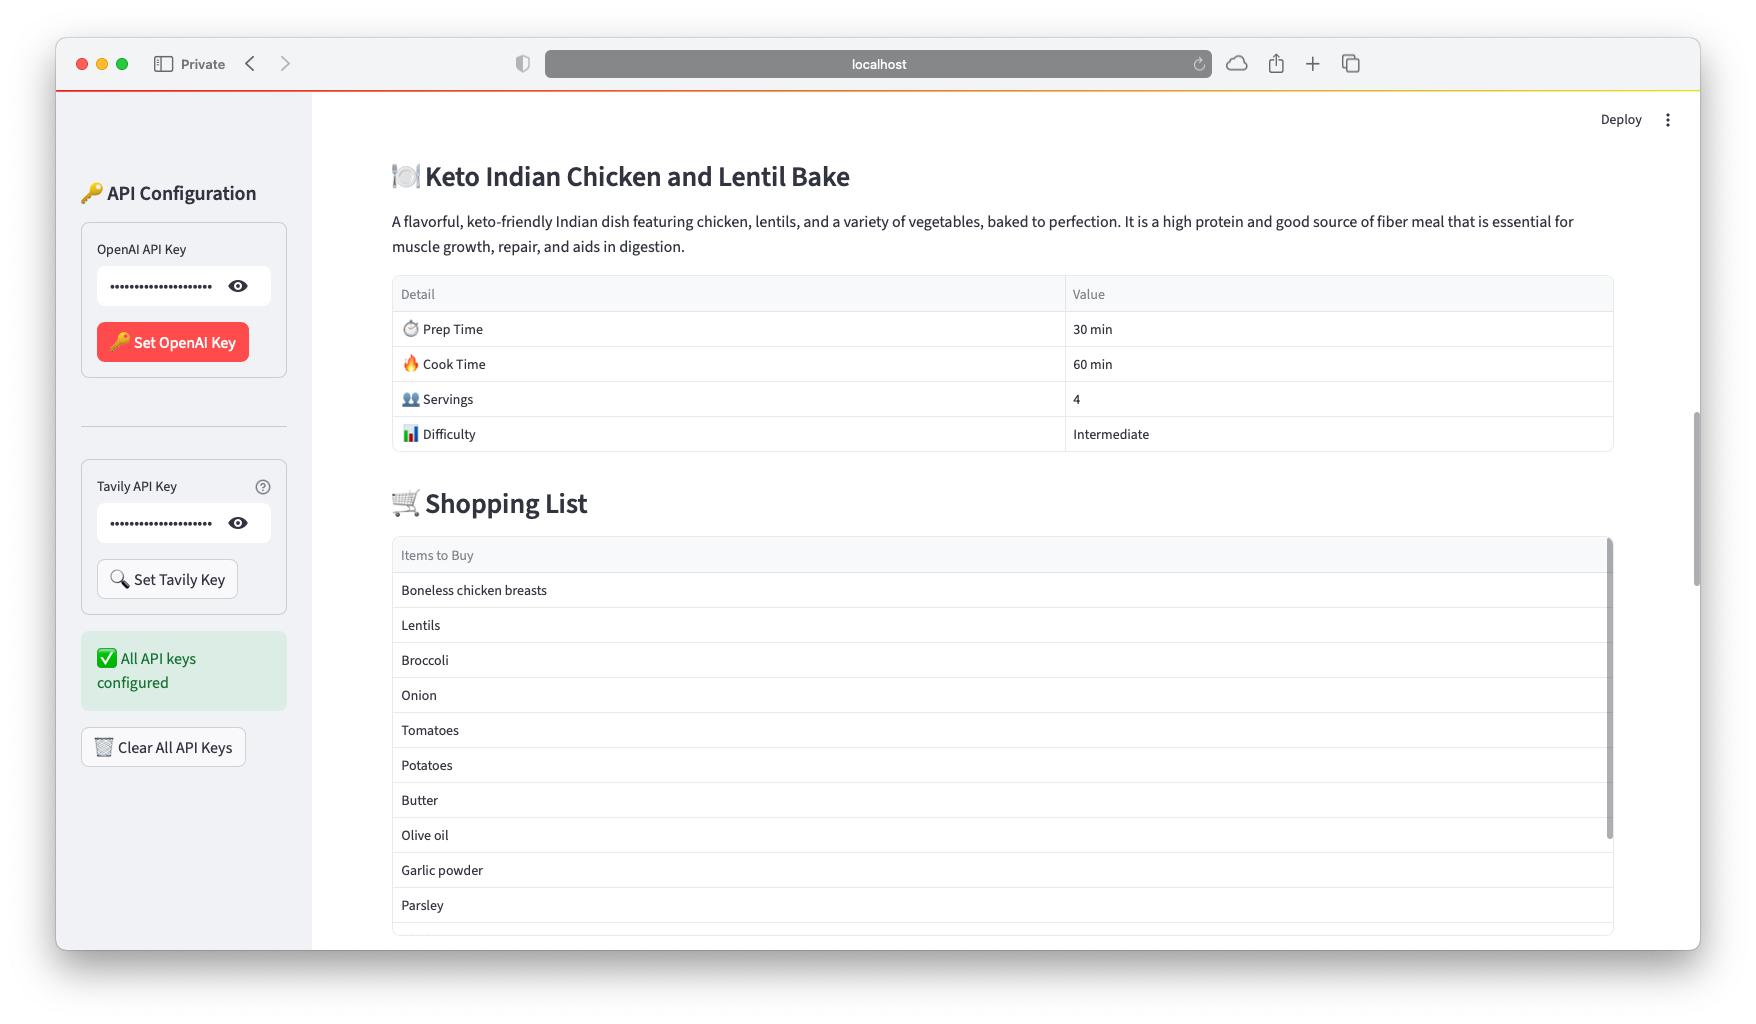 Private
localhost
Deploy
API Configuration
OpenAI API Key
Set OpenAI Key
Tavily API Key
Set Tavily Key
All API keys
configured
Clear All API Keys
Keto Indian Chicken and Lentil Bake
A flavorful, keto-friendly Indian dish featuring chicken, lentils, and a variety of vegetables, baked to perfection. It is a high protein and good source of fiber meal that is essential for
muscle growth, repair, and aids in digestion.
Detail Value
Prep Time 30 min
Cook Time 60 min
Servings 4
Difficulty Intermediate
Shopping List
Items to Buy
Boneless chicken breasts
Lentils
Broccoli
Onion
Tomatoes
Potatoes
Butter
Olive oil
Garlic powder
Parsley